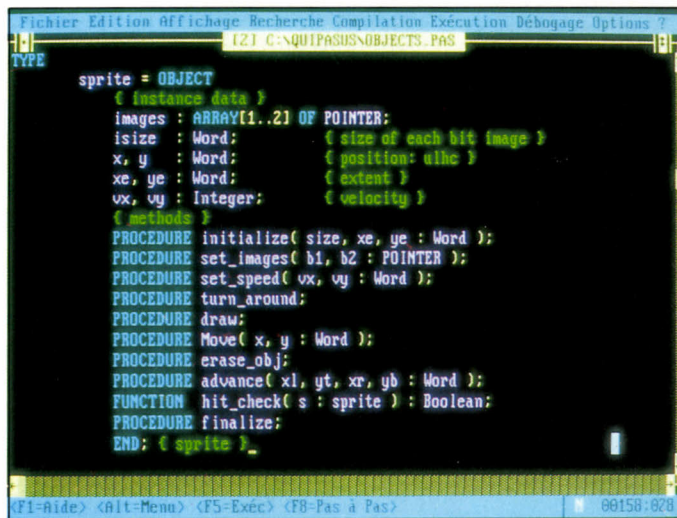 Fichier Edition Affichage Recherche Compilation Exécution Débogage Options ?
[2] C:\QUIPASUS\OBJECTS.PAS
TYPE
sprite = OBJECT
{ instance data }
images : ARRAY[1..2] OF POINTER;
isize : Word; { size of each bit image }
x, y : Word; { position: ulhc }
xe, ye : Word; { extent }
vx, vy : Integer; { velocity }
{ methods }
PROCEDURE initialize( size, xe, ye : Word );
PROCEDURE set_images( b1, b2 : POINTER );
PROCEDURE set_speed( vx, vy : Word );
PROCEDURE turn_around;
PROCEDURE draw;
PROCEDURE Move( x, y : Word );
PROCEDURE erase_obj;
PROCEDURE advance( xl, yt, xr, yb : Word );
FUNCTION hit_check( s : sprite ) : Boolean;
PROCEDURE finalize;
END; { sprite }_
<F1=Aide> <Alt=Menu> <F5=Exéc> <F8=Pas à Pas> N 00158:028